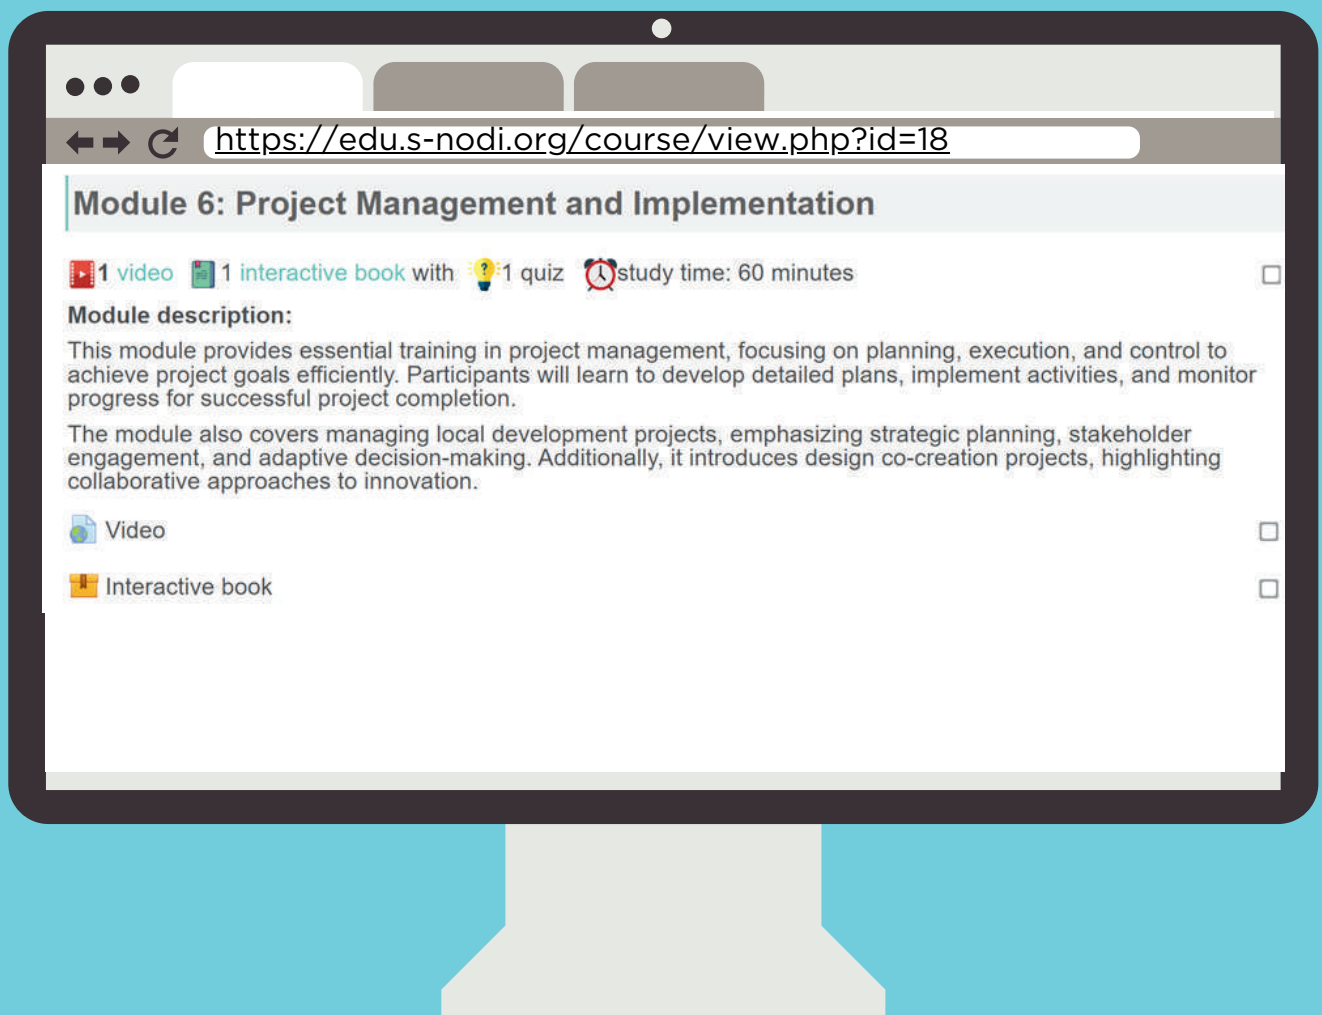 https://edu.s-nodi.org/course/view.php?id=18
Module 6: Project Management and Implementation
1 video 1 interactive book with 1 quiz study time: 60 minutes
Module description:
This module provides essential training in project management, focusing on planning, execution, and control to
achieve project goals efficiently. Participants will learn to develop detailed plans, implement activities, and monitor
progress for successful project completion.
The module also covers managing local development projects, emphasizing strategic planning, stakeholder
engagement, and adaptive decision-making. Additionally, it introduces design co-creation projects, highlighting
collaborative approaches to innovation.
Video
Interactive book